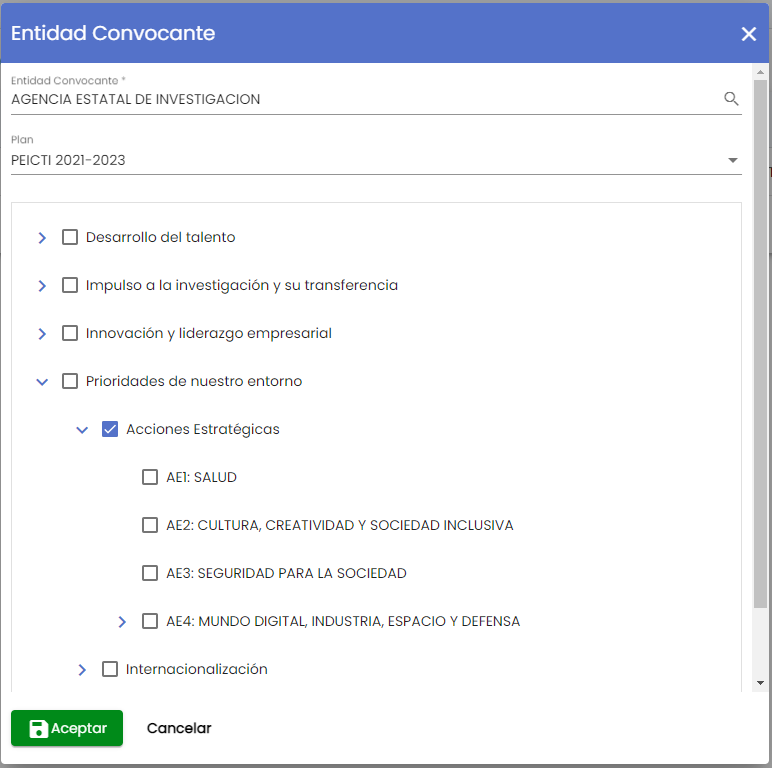 Entidad Convocante
Entidad Convocante *
AGENCIA ESTATAL DE INVESTIGACION
Plan
PEICTI 2021-2023
Desarrollo del talento
Impulso a la investigación y su transferencia
Innovación y liderazgo empresarial
Prioridades de nuestro entorno
Acciones Estratégicas
AE1: SALUD
AE2: CULTURA, CREATIVIDAD Y SOCIEDAD INCLUSIVA
AE3: SEGURIDAD PARA LA SOCIEDAD
AE4: MUNDO DIGITAL, INDUSTRIA, ESPACIO Y DEFENSA
Internacionalización
Aceptar Cancelar